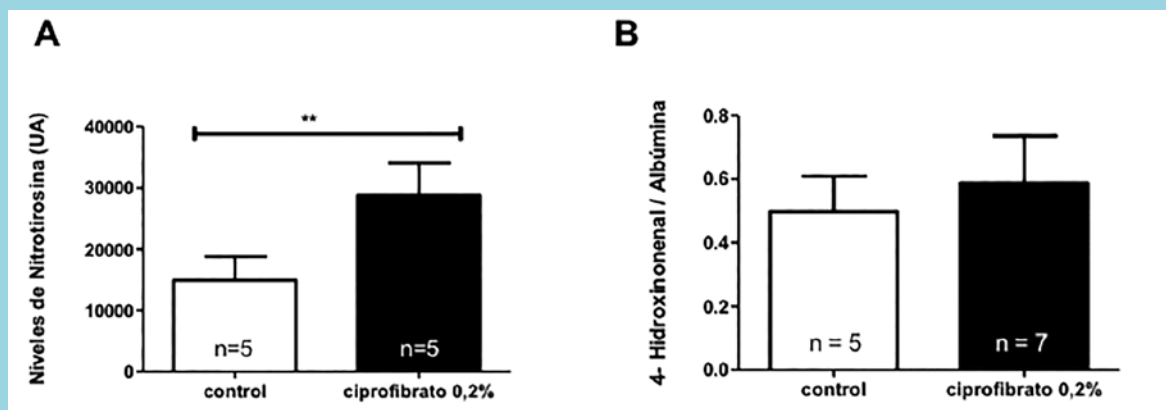 A
B
Niveles de Nitrotirosina (UA)
40000
30000
20000
10000
0
**
n=5
n=5
control
ciprofibrato 0,2%
4- Hidroxinonenal / Albúmina
0.8
0.6
0.4
0.2
0.0
n = 5
n = 7
control
ciprofibrato 0,2%